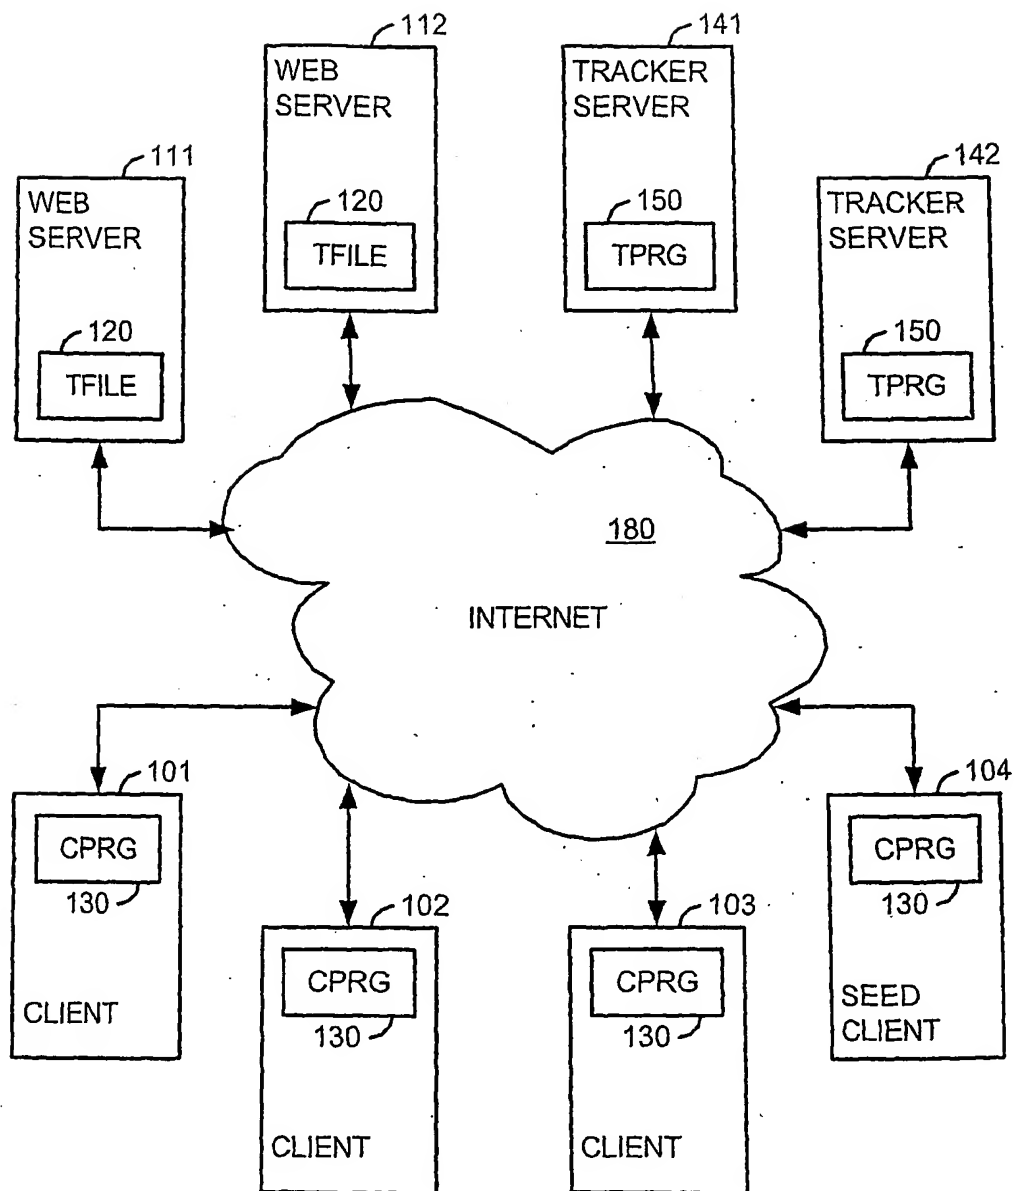 112
WEB
SERVER
120
TFILE
141
TRACKER
SERVER
150
TPRG
111
WEB
SERVER
120
TFILE
142
TRACKER
SERVER
150
TPRG
180
INTERNET
101
CPRG
130
CLIENT
102
CPRG
130
CLIENT
103
CPRG
130
CLIENT
104
CPRG
130
SEED
CLIENT